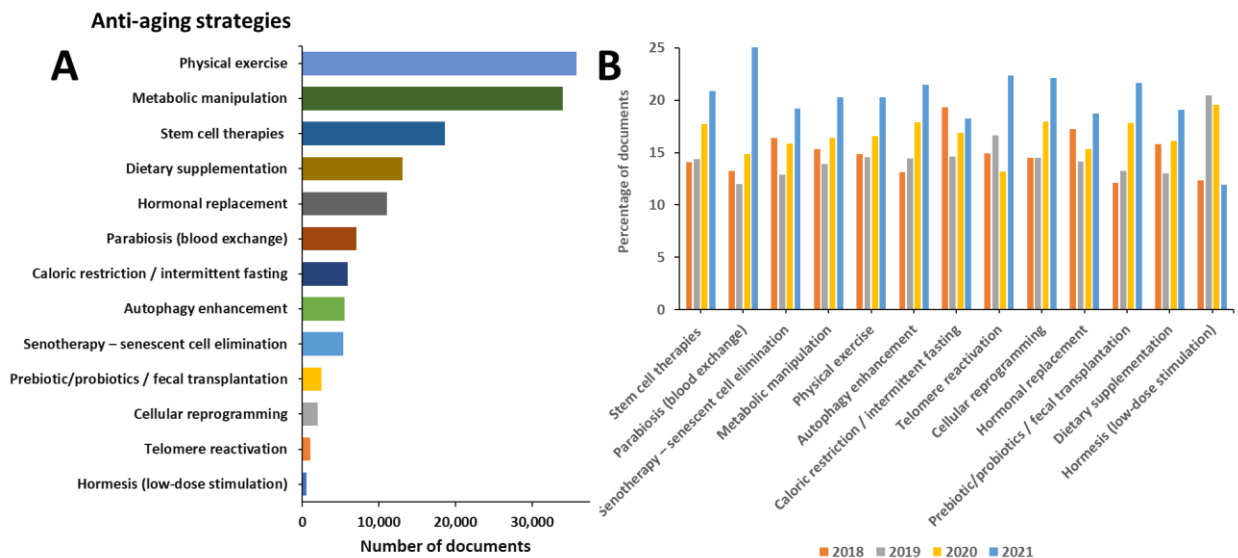 Anti-aging strategies
A
Physical exercise
Metabolic manipulation
Stem cell therapies
Dietary supplementation
Hormonal replacement
Parabiosis (blood exchange)
Caloric restriction / intermittent fasting
Autophagy enhancement
Senotherapy – senescent cell elimination
Prebiotic/probiotics / fecal transplantation
Cellular reprogramming
Telomere reactivation
Hormesis (low-dose stimulation)
0 10,000 20,000 30,000
Number of documents
B
Percentage of documents
25
20
15
10
5
0
Stem cell therapies
Parabiosis (blood exchange)
Senotherapy – senescent cell elimination
Metabolic manipulation
Physical exercise
Autophagy enhancement
Caloric restriction / intermittent fasting
Telomere reactivation
Cellular reprogramming
Hormonal replacement
Prebiotic/probiotics / fecal transplantation
Dietary supplementation
Hormesis (low-dose stimulation)
2018 2019 2020 2021